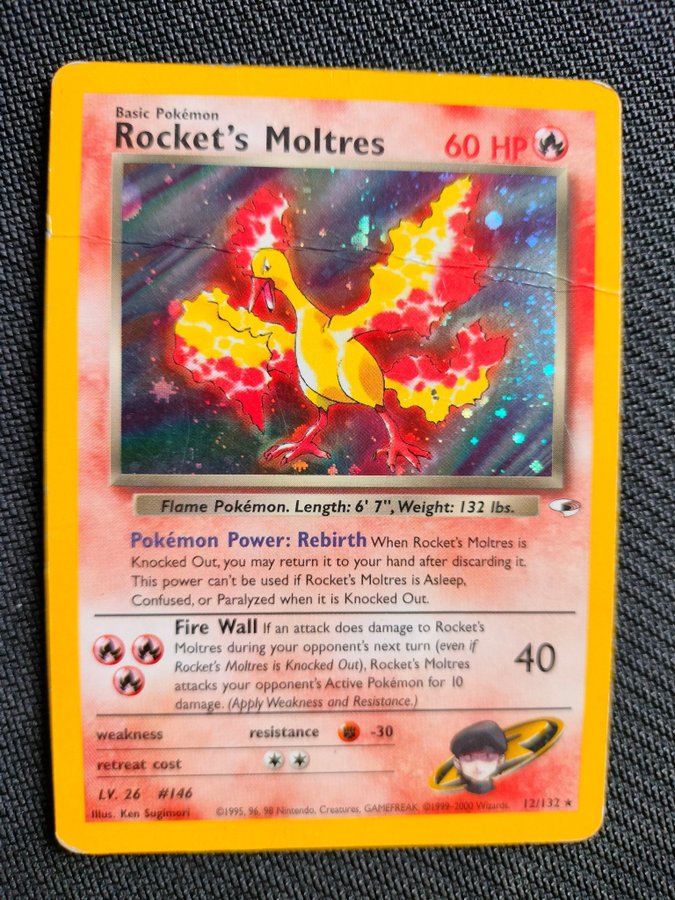 Basic Pokémon
Rocket's Moltres 60 HP
Flame Pokémon. Length: 6' 7", Weight: 132 lbs.
Pokémon Power: Rebirth When Rocket's Moltres is
Knocked Out, you may return it to your hand after discarding it.
This power can't be used if Rocket's Moltres is Asleep,
Confused, or Paralyzed when it is Knocked Out.
Fire Wall If an attack does damage to Rocket's
Moltres during your opponent's next turn (even if
Rocket's Moltres is Knocked Out), Rocket's Moltres
attacks your opponent's Active Pokémon for 10
damage. (Apply Weakness and Resistance.)
40
weakness resistance -30
retreat cost
LV. 26 #146
Illus. Ken Sugimori ©1995, 96, 98 Nintendo, Creatures, GAMEFREAK. ©1999-2000 Wizards. 12/132 ★